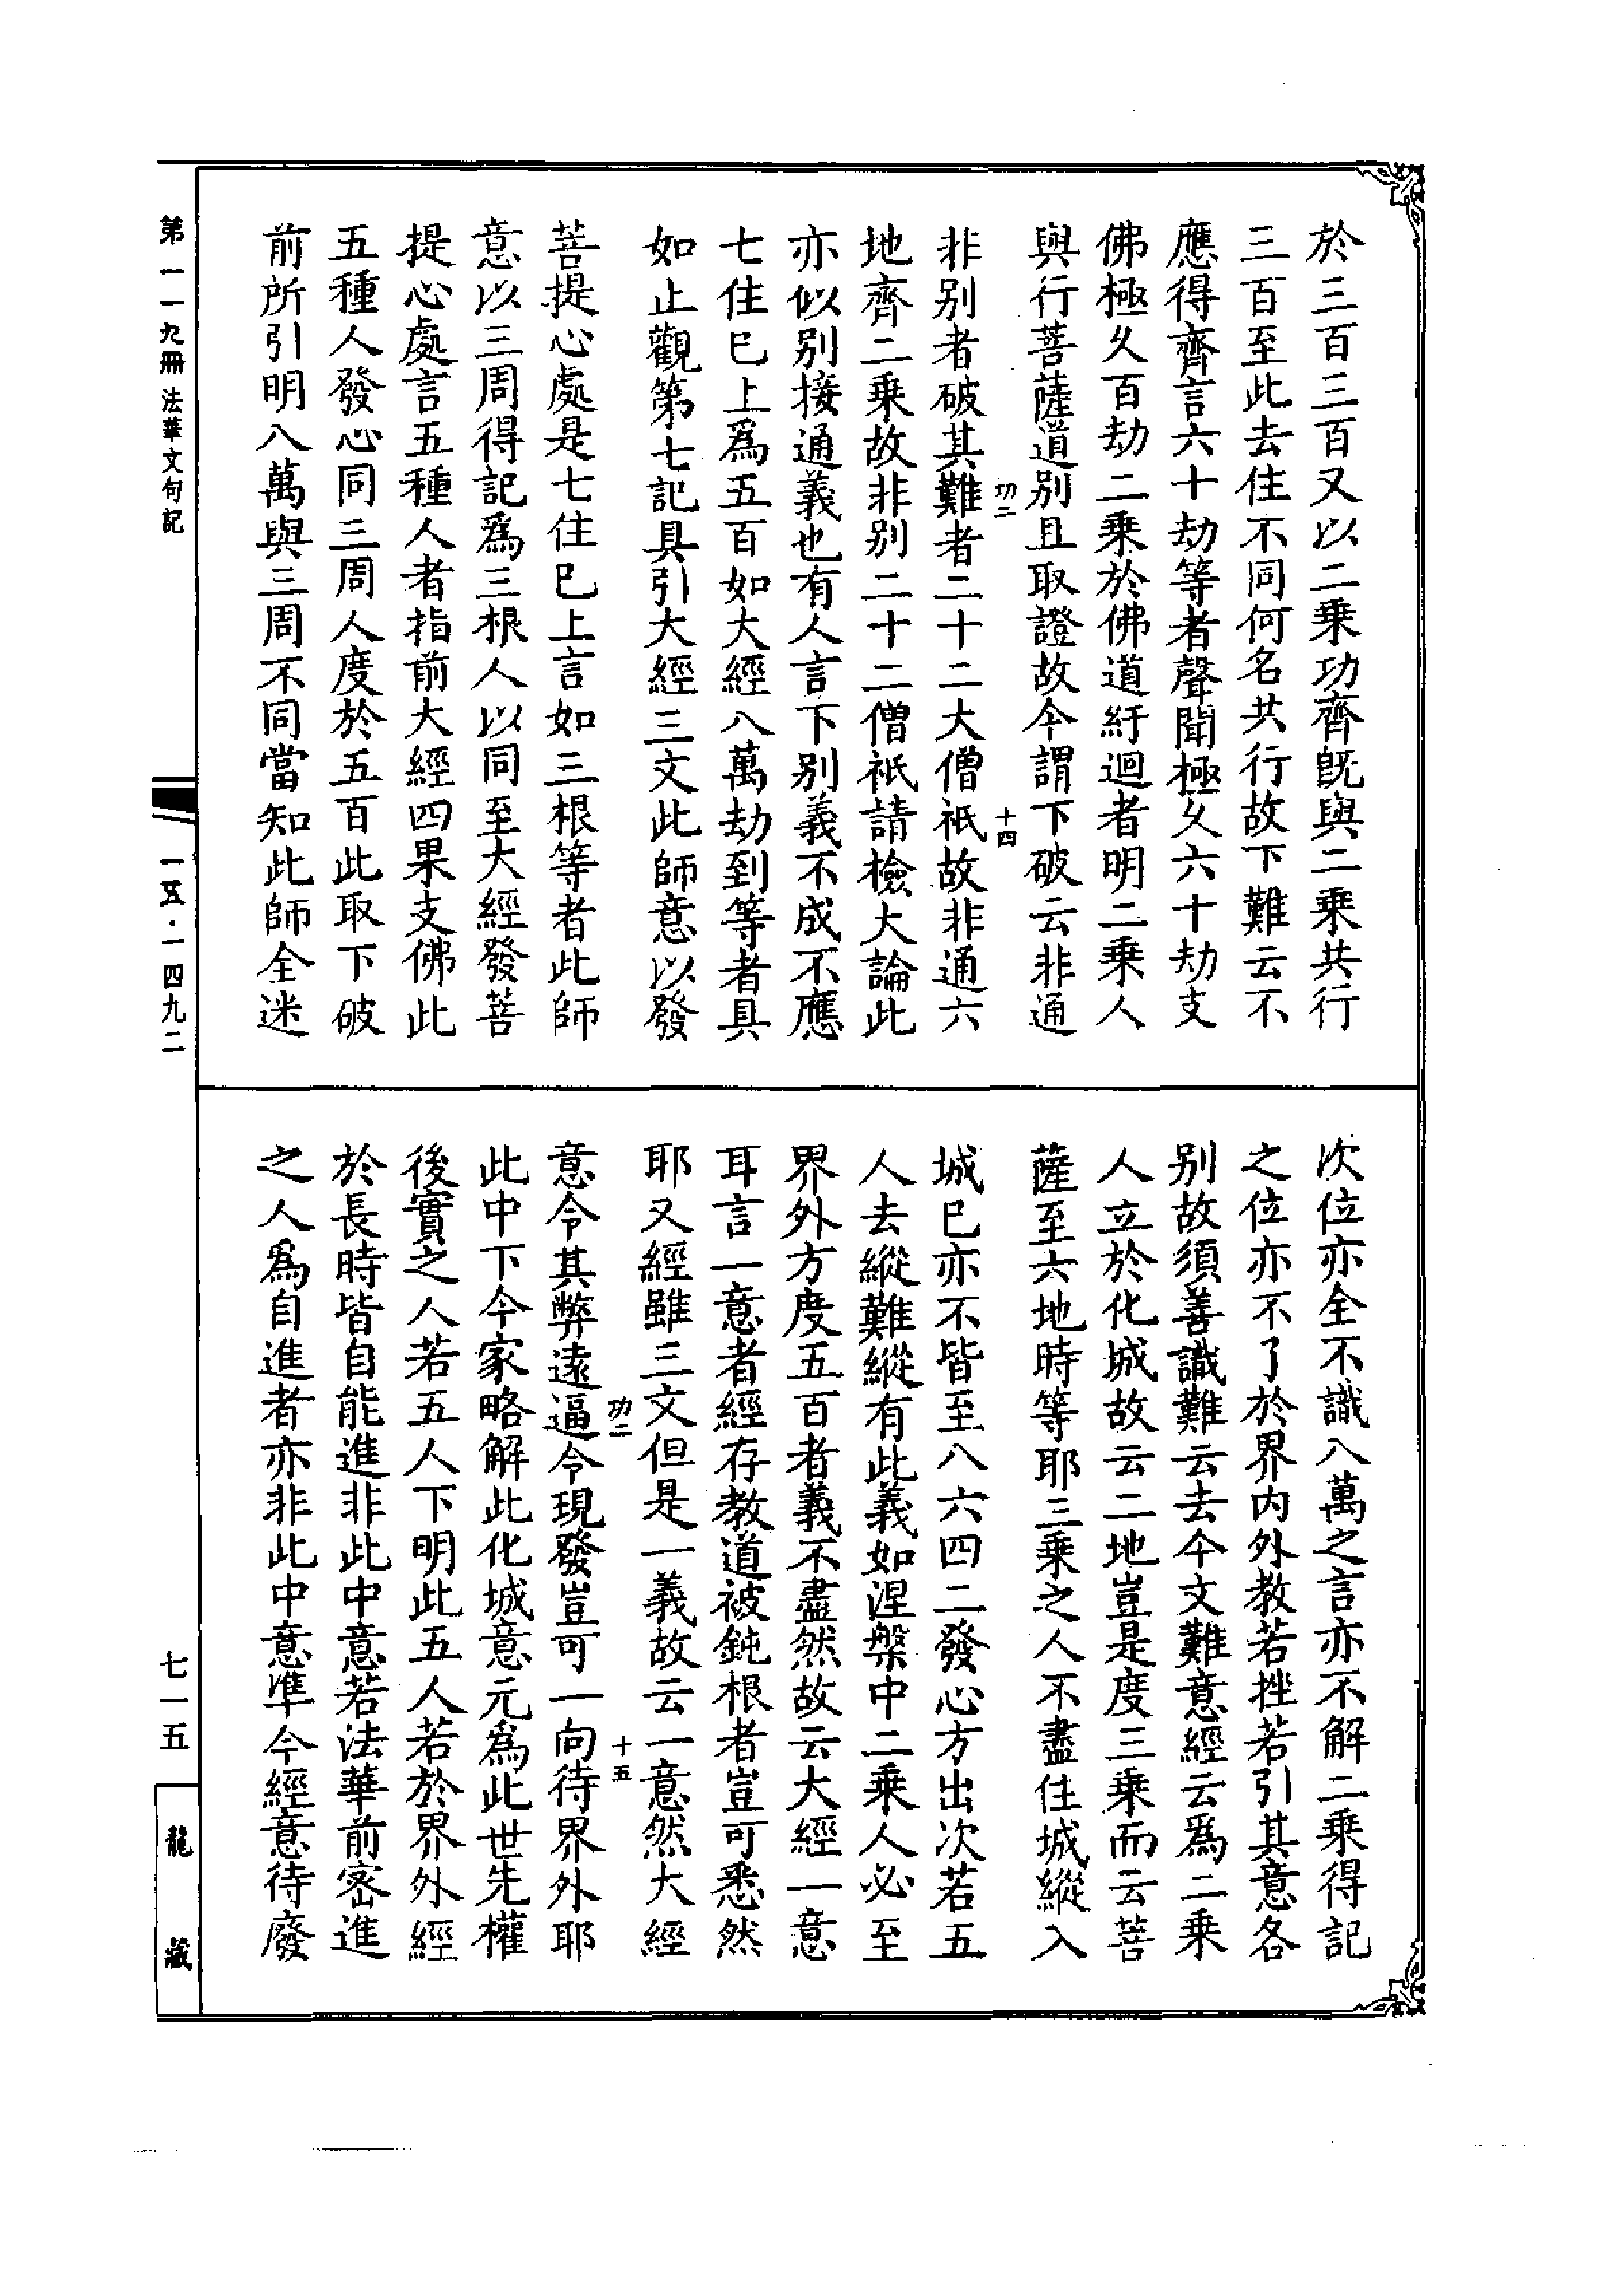 於三百三百又以二乗功齊旣與二乗共行
三百至此去住不同何名共行故下難云不
應得齊言六十劫等者聲聞極久六十劫支
佛極久百劫二乗於佛道紆迴者明二乗人
與行菩薩道別且取證故今謂下破云非通
功二
十四
非別者破其難者二十二大僧祇故非通六
地齊二乗故非別二十二僧祇請檢大論此
亦似別接通義也有人言下別義不成不應
七住巳上爲五百如大經八萬劫到等者具
如止觀第七記具引大經三文此師意以發
菩提心處是七住巳上言如三根等者此師
意以三周得記爲三根人以同至大經發菩
提心處言五種人者指前大經四果支佛此
五種人發心同三周人度於五百此取下破
前所引明八萬與三周不同當知此師全迷
次位亦全不識八萬之言亦不解二乗得記
之位亦不了於界內外教若挫若引其意各
別故須善識難云去今文難意經云爲二乗
人立於化城故云二地豈是度三乗而云菩
薩至六地時等耶三乗之人不盡住城縱入
城巳亦不皆至八六四二發心方出次若五
人去縱難縱有此義如涅槃中二乗人必至
界外方度五百者義不盡然故云大經一意
耳言一意者經存教道被鈍根者豈可悉然
耶又經雖三文但是一義故云一意然大經
功二
十五
意令其弊遠逼令現發豈可一向待界外耶
此中下今家略解此化城意元爲此世先權
後實之人若五人下明此五人若於界外經
於長時皆自能進非此中意若法華前密進
之人爲自進者亦非此中意準今經意待廢
第一一九冊 法華文句記
一五·一四九二
七一五
龍藏